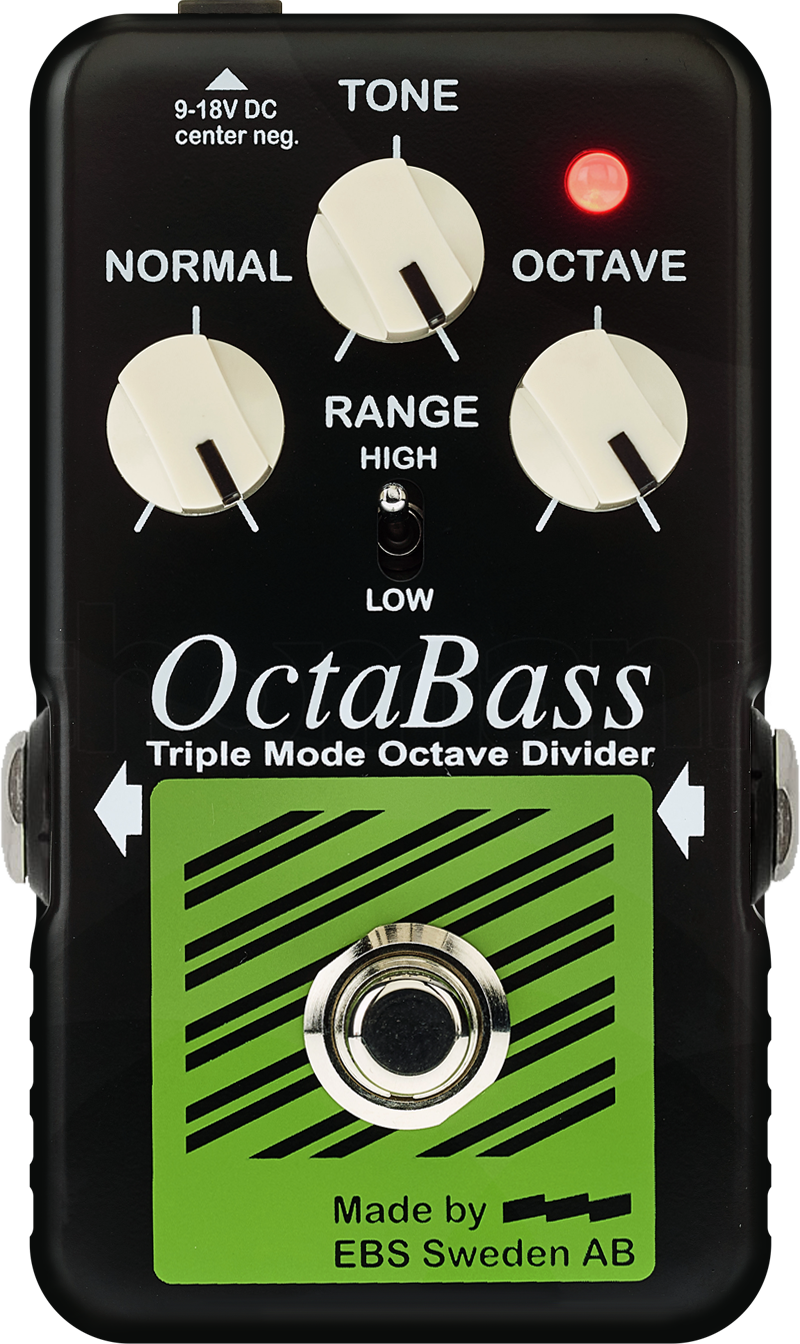 TONE
9-18V DC
center neg.
NORMAL
OCTAVE
RANGE
HIGH
LOW
OctaBass
Triple Mode Octave Divider
Made by
EBS Sweden AB